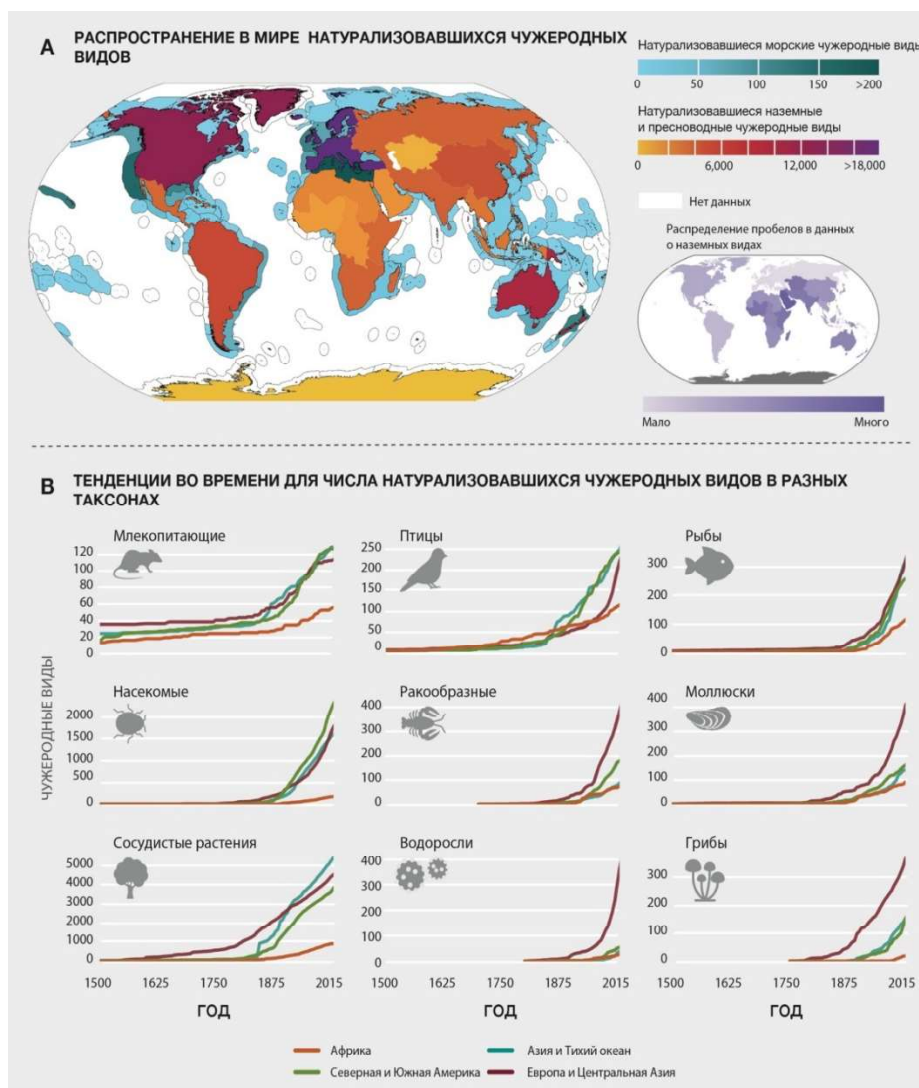 A РАСПРОСТРАНЕНИЕ В МИРЕ НАТУРАЛИЗОВАВШИХСЯ ЧУЖЕРОДНЫХ
ВИДОВ
Натурализовавшиеся морские чужеродные виды
0 50 100 150 >200
Натурализовавшиеся наземные
и пресноводные чужеродные виды
0 6,000 12,000 >18,000
Нет данных
Распределение пробелов в данных
о наземных видах
Мало Много
B ТЕНДЕНЦИИ ВО ВРЕМЕНИ ДЛЯ ЧИСЛА НАТУРАЛИЗОВАВШИХСЯ ЧУЖЕРОДНЫХ ВИДОВ В РАЗНЫХ
ТАКСОНАХ
ЧУЖЕРОДНЫЕ ВИДЫ
Млекопитающие
120
100
80
60
40
20
0
Птицы
250
200
150
100
50
0
Рыбы
300
200
100
0
Насекомые
2000
1500
1000
500
0
Ракообразные
400
300
200
100
0
Моллюски
400
300
200
100
0
Сосудистые растения
5000
4000
3000
2000
1000
0
1500 1625 1750 1875 2015
ГОД
Водоросли
400
300
200
100
0
1500 1625 1750 1875 2015
ГОД
Грибы
300
200
100
0
1500 1625 1750 1875 2015
ГОД
Африка
Азия и Тихий океан
Северная и Южная Америка
Европа и Центральная Азия